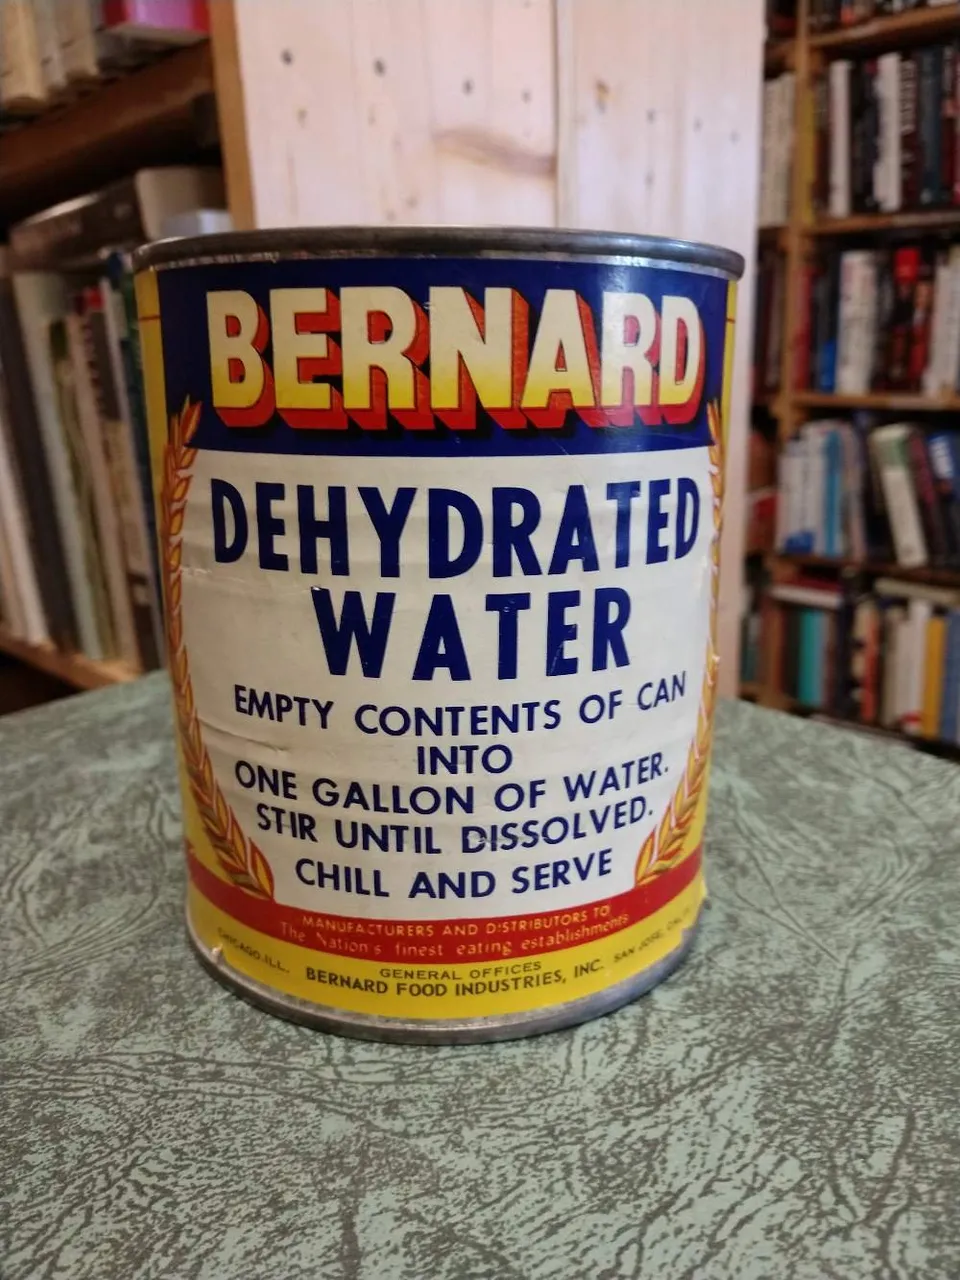 BERNARD
DEHYDRATED
WATER
EMPTY CONTENTS OF CAN
INTO
ONE GALLON OF WATER.
STIR UNTIL DISSOLVED.
CHILL AND SERVE
MANUFACTURERS AND DISTRIBUTORS TO
The Nation's finest eating establishments
GENERAL OFFICES
CHICAGO, ILL. BERNARD FOOD INDUSTRIES, INC. SAN JOSE, CALIF.